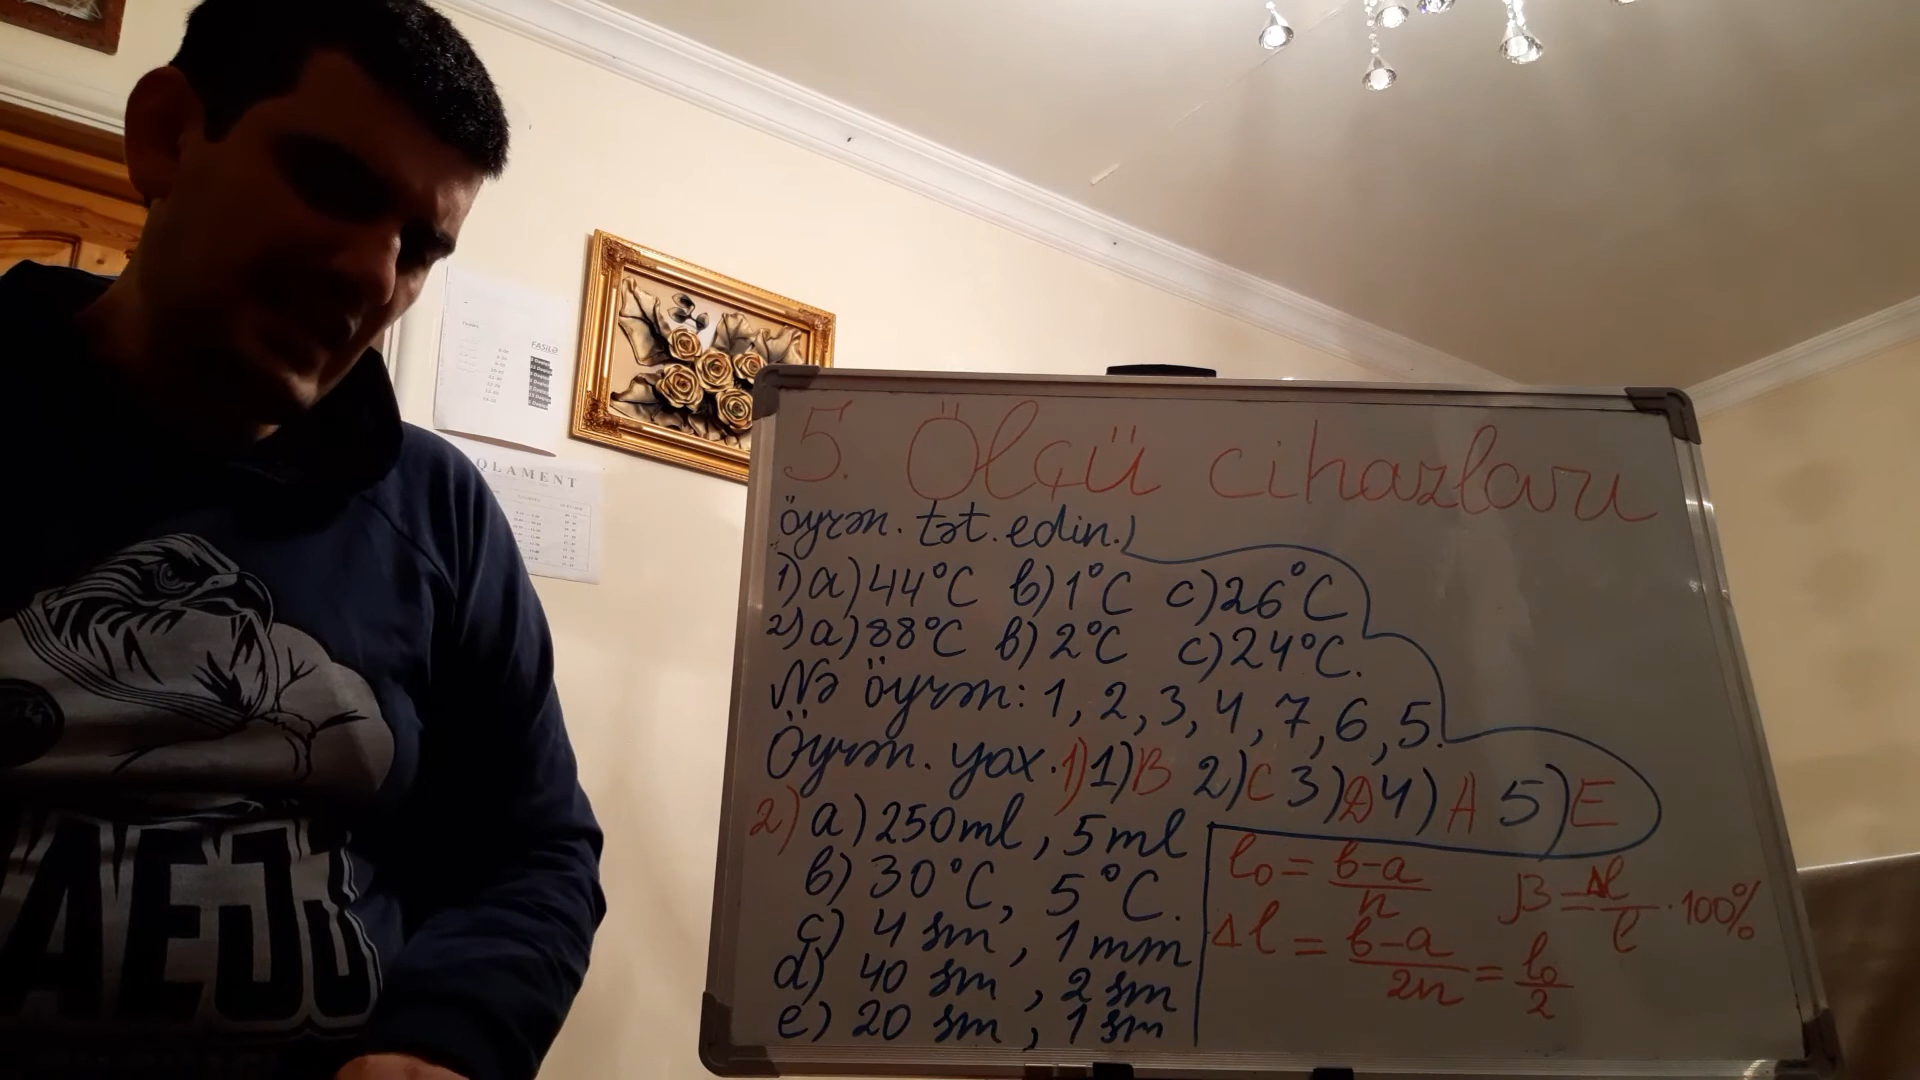 FASİLƏ
QLAMENT
AEJJ
5. Ölçü cihazları
öyrən. tət. edin.)
1) a) 44°C b) 1°C c) 26°C
2) a) 88°C b) 2°C c) 24°C.
Nə öyrən: 1, 2, 3, 4, 7, 6, 5.
Öyrən. yox. 1) 1) B 2) C 3) D 4) A 5) E
2) a) 250ml, 5ml
b) 30°C, 5°C.
c) 4 sm, 1mm
d) 40 sm, 2 sm
e) 20 sm, 1 sm
l₀ = b-a/n β = Δl/l · 100%
Δl = b-a/2n = l₀/2